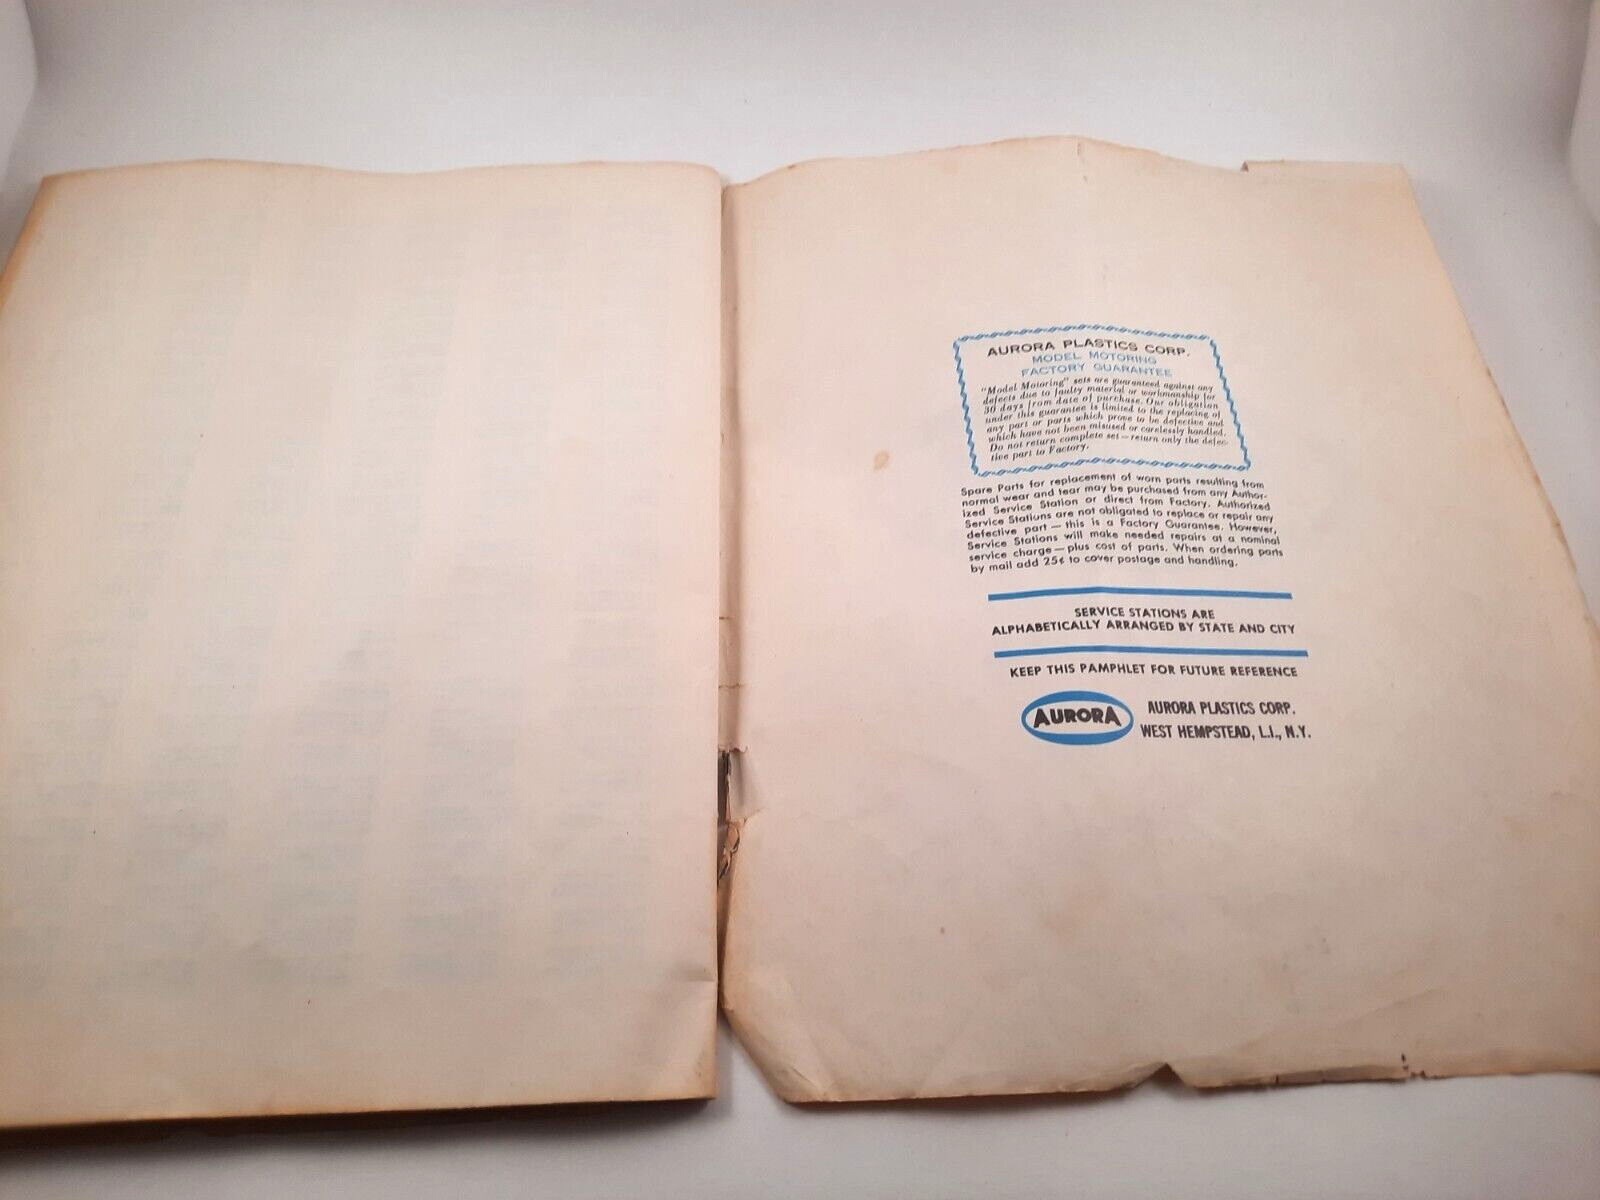 AURORA PLASTICS CORP.
MODEL MOTORING
FACTORY GUARANTEE
"Model Motoring" sets are guaranteed against any
defects due to faulty material or workmanship for
30 days from date of purchase. Our obligation
under this guarantee is limited to the replacing of
any part or parts which prove to be defective and
which have not been misused or carelessly handled.
Do not return complete set — return only the defec-
tive part to Factory.
Spare Parts for replacement of worn parts resulting from
normal wear and tear may be purchased from any Author-
ized Service Station or direct from Factory. Authorized
Service Stations are not obligated to replace or repair any
defective part — this is a Factory Guarantee. However,
Service Stations will make needed repairs at a nominal
service charge — plus cost of parts. When ordering parts
by mail add 25¢ to cover postage and handling.
SERVICE STATIONS ARE
ALPHABETICALLY ARRANGED BY STATE AND CITY
KEEP THIS PAMPHLET FOR FUTURE REFERENCE
AURORA
AURORA PLASTICS CORP.
WEST HEMPSTEAD, L.I., N.Y.